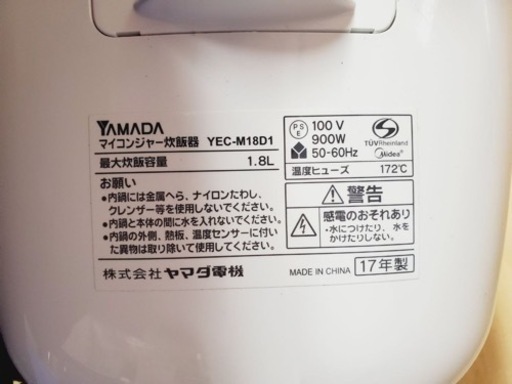 YAMADA
マイコンジャー炊飯器 YEC-M18D1
最大炊飯容量 1.8L
お願い
•内鍋には金属へら、ナイロンたわし、
クレンザー等を使用しないでください。
•内鍋と本体の間に水を入れないでください。
•内鍋の外側、熱板、温度センサーに付い
た異物は取り除いて使用してください。
株式会社 ヤマダ電機
PS
E
100 V
900W
50-60Hz
TÜVRheinland
Midea
温度ヒューズ 172℃
警告
感電のおそれあり
•水につけたり、水を
かけたりしない。
MADE IN CHINA
17年製